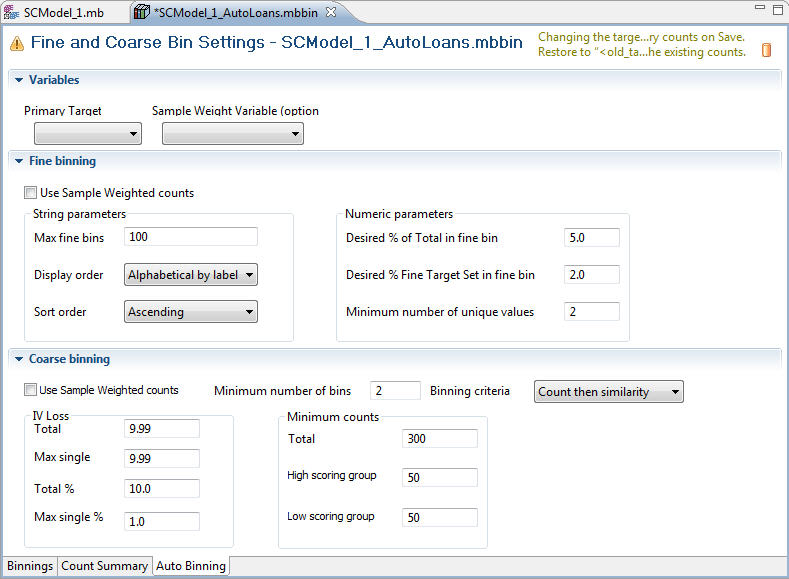 SCModel_1.mb *SCModel_1_AutoLoans.mbbin
Fine and Coarse Bin Settings - SCModel_1_AutoLoans.mbbin
Changing the targe...ry counts on Save.
Restore to "<old_ta...he existing counts.
Variables
Primary Target Sample Weight Variable (option
Fine binning
Use Sample Weighted counts
String parameters
Max fine bins 100
Display order Alphabetical by label
Sort order Ascending
Numeric parameters
Desired % of Total in fine bin 5.0
Desired % Fine Target Set in fine bin 2.0
Minimum number of unique values 2
Coarse binning
Use Sample Weighted counts Minimum number of bins 2 Binning criteria Count then similarity
IV Loss
Total 9.99
Max single 9.99
Total % 10.0
Max single % 1.0
Minimum counts
Total 300
High scoring group 50
Low scoring group 50
Binnings Count Summary Auto Binning